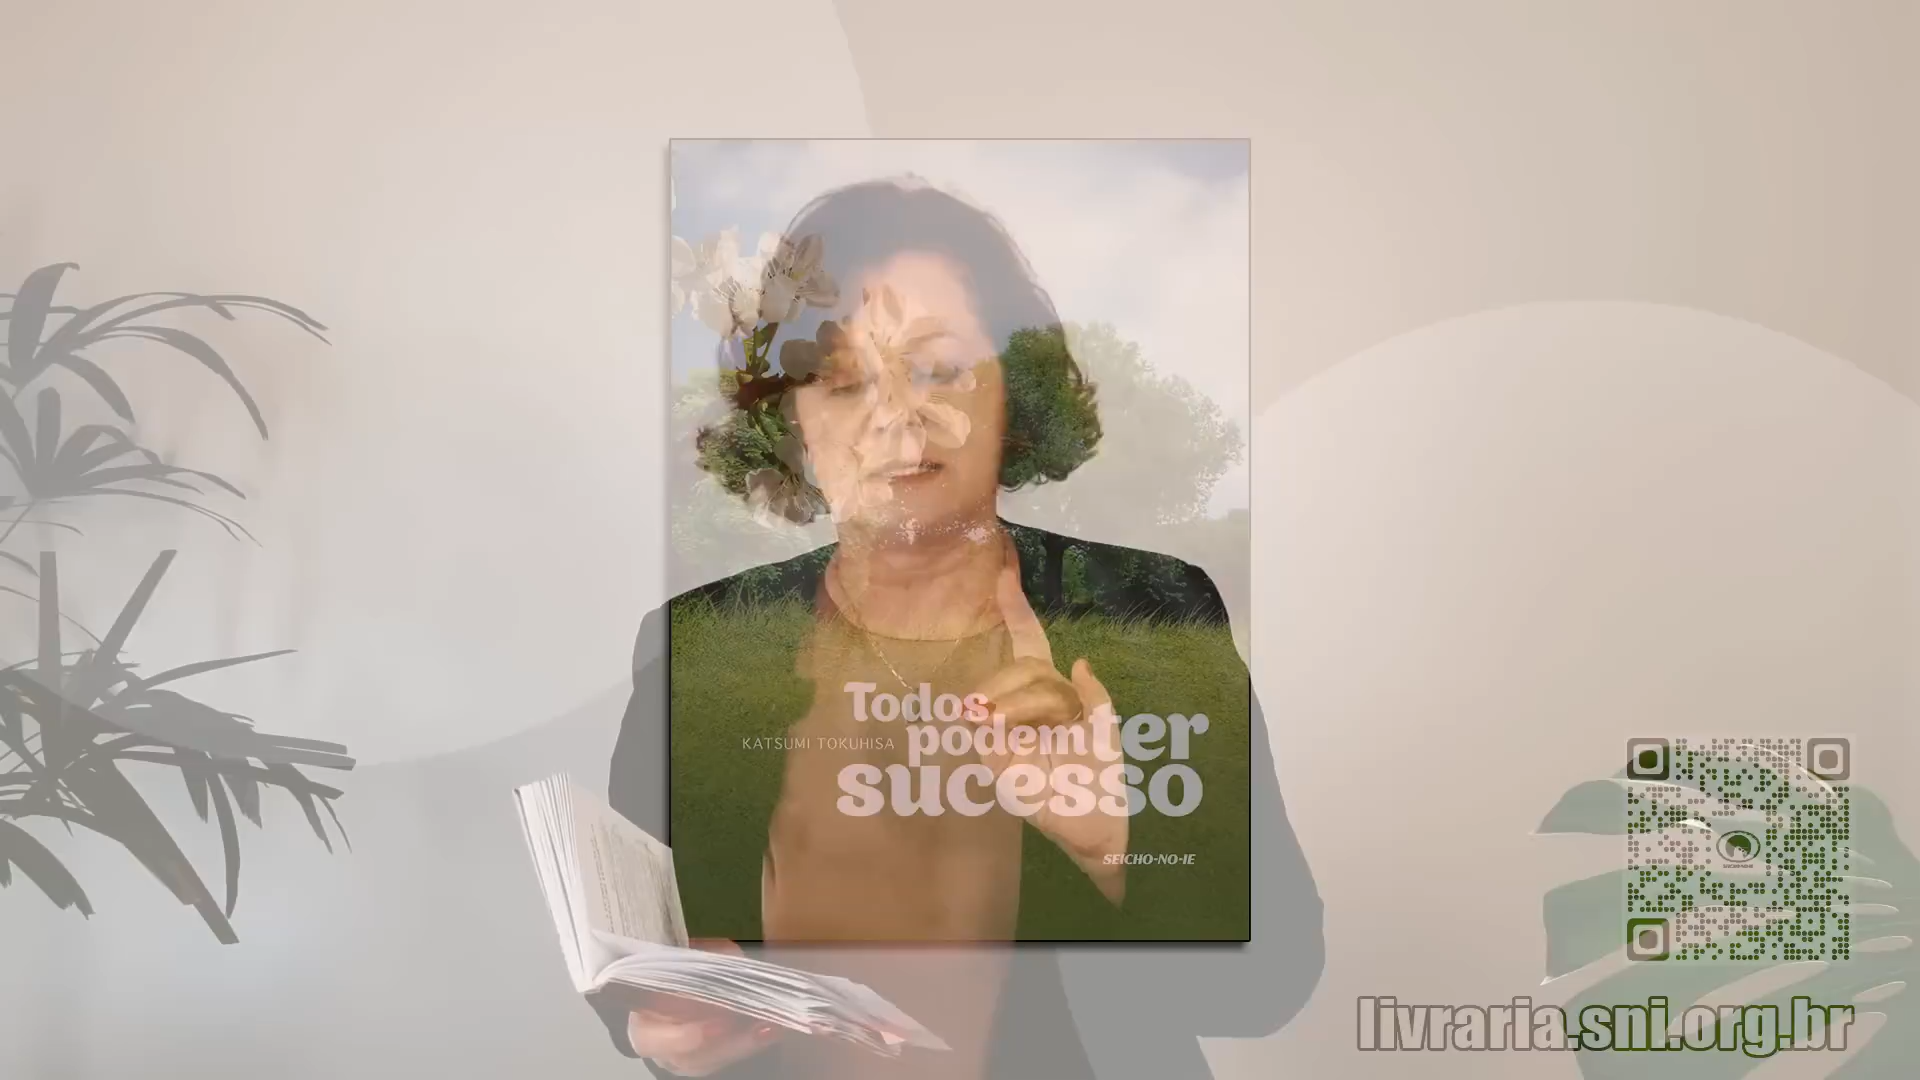 Todos
KATSUMI TOKUHISA podem ter
sucesso
SEICHO-NO-IE
livraria.sni.org.br